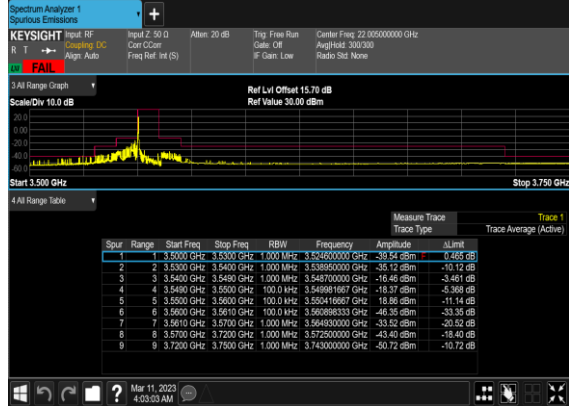 Spectrum Analyzer 1
Spurious Emissions
+
KEYSIGHT Input: RF Input Z: 50 Ω Atten: 20 dB Trig: Free Run Center Freq: 22.005000000 GHz
R T Coupling: DC Corr CCorr Gate: Off Avg|Hold: 300/300
Align: Auto Freq Ref: Int (S) IF Gain: Low Radio Std: None
FAIL
3 All Range Graph Ref Lvl Offset 15.70 dB
Scale/Div 10.0 dB Ref Value 30.00 dBm
20.0
0.00
-20.0
-40.0
-60.0
Start 3.500 GHz Stop 3.750 GHz
4 All Range Table
Measure Trace Trace 1
Trace Type Trace Average (Active)
Spur Range Start Freq Stop Freq RBW Frequency Amplitude ΔLimit
1 1 3.5000 GHz 3.5300 GHz 1.000 MHz 3.524600000 GHz -39.54 dBm F 0.465 dB
2 2 3.5300 GHz 3.5400 GHz 1.000 MHz 3.538950000 GHz -35.12 dBm -10.12 dB
3 3 3.5400 GHz 3.5490 GHz 1.000 MHz 3.548700000 GHz -16.46 dBm -3.461 dB
4 4 3.5490 GHz 3.5500 GHz 100.0 kHz 3.549981667 GHz -18.37 dBm -5.368 dB
5 5 3.5500 GHz 3.5600 GHz 100.0 kHz 3.550416667 GHz 18.86 dBm -11.14 dB
6 6 3.5600 GHz 3.5610 GHz 100.0 kHz 3.560898333 GHz -46.35 dBm -33.35 dB
7 7 3.5610 GHz 3.5700 GHz 1.000 MHz 3.564930000 GHz -33.52 dBm -20.52 dB
8 8 3.5700 GHz 3.7200 GHz 1.000 MHz 3.572500000 GHz -43.40 dBm -18.40 dB
9 9 3.7200 GHz 3.7500 GHz 1.000 MHz 3.743000000 GHz -50.72 dBm -10.72 dB
? Mar 11, 2023
4:03:03 AM